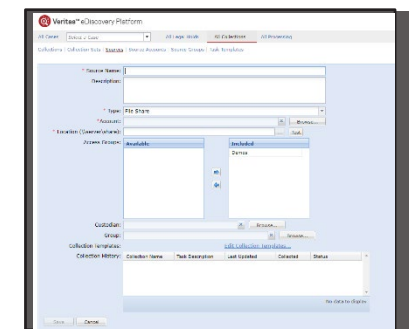 Veritas™ eDiscovery Platform
All Cases Select a Case All Legal Holds All Collections All Processing
Collections | Collection Sets | Sources | Source Accounts | Source Groups | Task Templates
* Source Name:
Description:
* Type: File Share
* Account: Browse...
* Location (\\server\share): ... Test
Access Groups: Available Included
Demos
Custodian: Browse...
Group: Browse...
Collection Templates: Edit Collection Templates...
Collection History: Collection Name Task Description Last Updated Collected Status
No data to display
Save Cancel